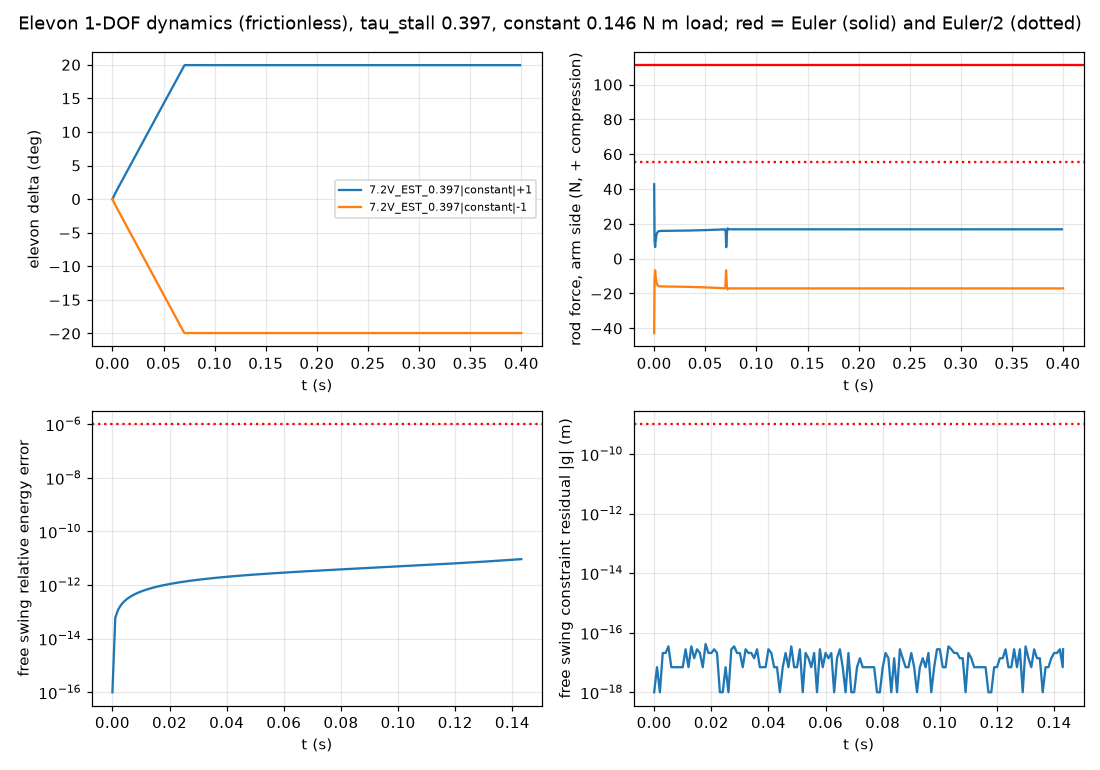 Elevon 1-DOF dynamics (frictionless), tau_stall 0.397, constant 0.146 N m load; red = Euler (solid) and Euler/2 (dotted)
elevon delta (deg)
20
15
10
5
0
−5
−10
−15
−20
7.2V_EST_0.397|constant|+1
7.2V_EST_0.397|constant|-1
0.00 0.05 0.10 0.15 0.20 0.25 0.30 0.35 0.40
t (s)
rod force, arm side (N, + compression)
100
80
60
40
20
0
−20
−40
0.00 0.05 0.10 0.15 0.20 0.25 0.30 0.35 0.40
t (s)
free swing relative energy error
10⁻⁶
10⁻⁸
10⁻¹⁰
10⁻¹²
10⁻¹⁴
10⁻¹⁶
0.00 0.02 0.04 0.06 0.08 0.10 0.12 0.14
t (s)
free swing constraint residual |g| (m)
10⁻¹⁰
10⁻¹²
10⁻¹⁴
10⁻¹⁶
10⁻¹⁸
0.00 0.02 0.04 0.06 0.08 0.10 0.12 0.14
t (s)